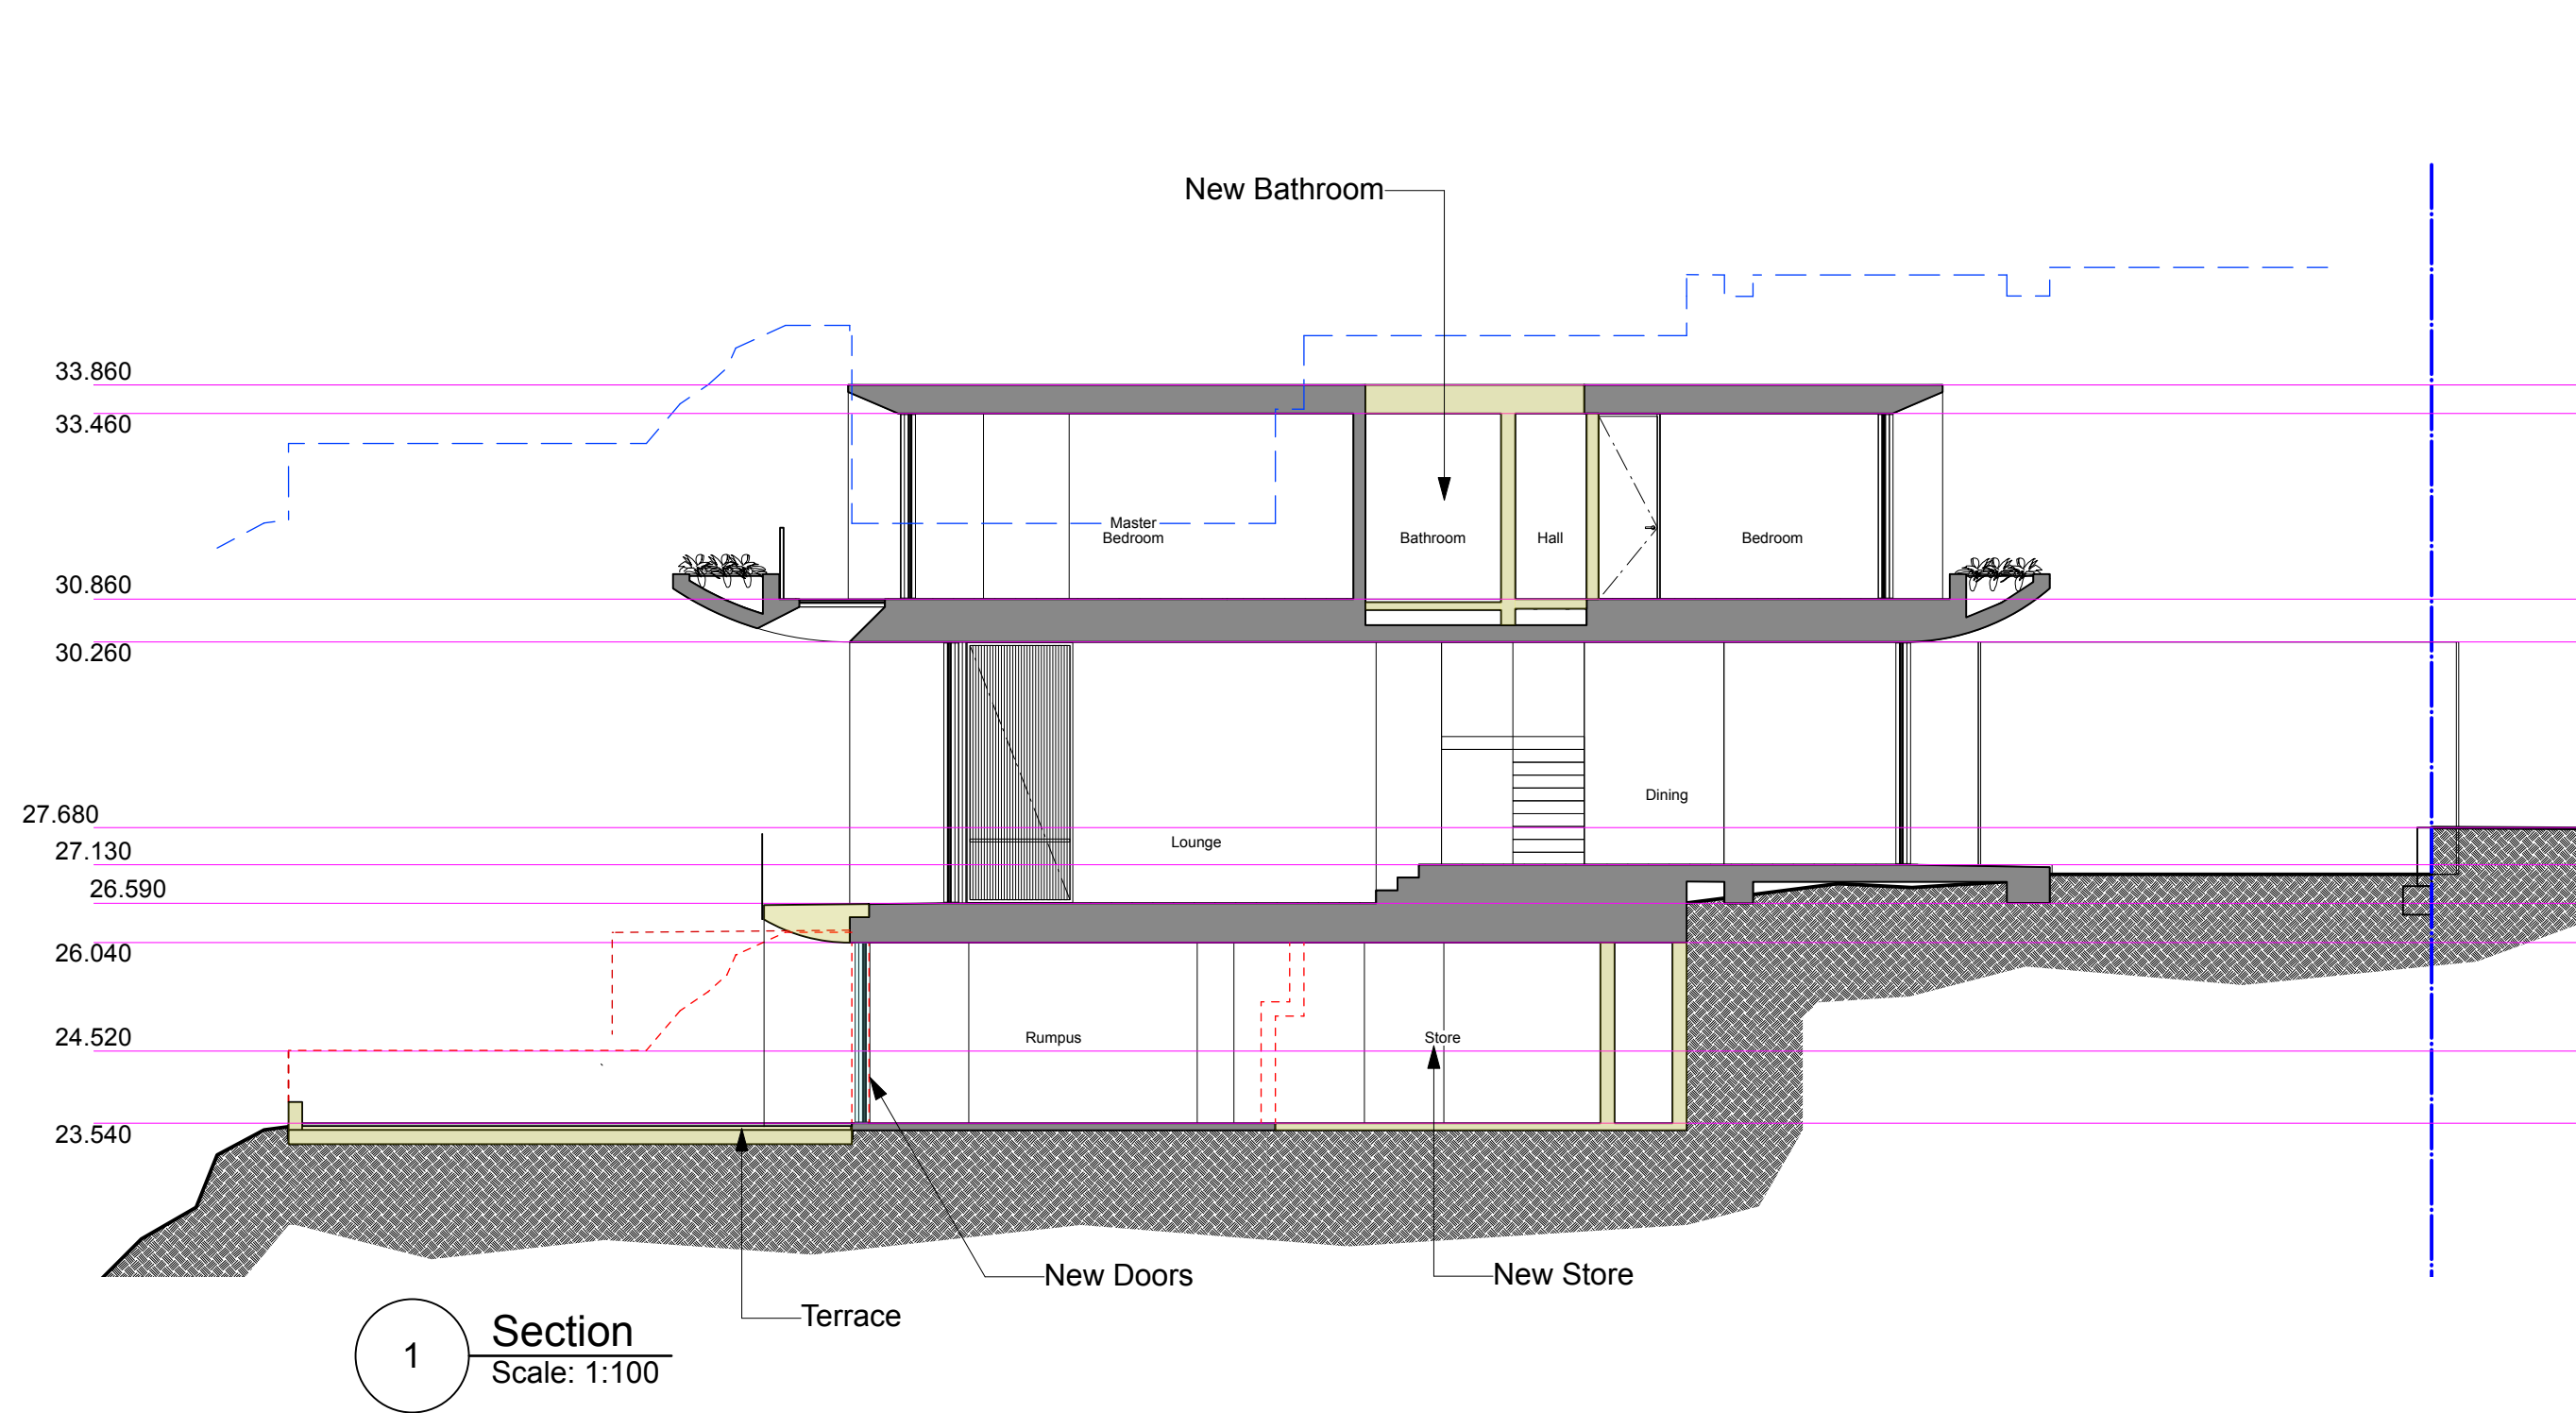 New Bathroom
33.860
33.460
Master
Bedroom
Bathroom
Hall
Bedroom
30.860
30.260
Dining
27.680
Lounge
27.130
26.590
26.040
Rumpus
Store
24.520
23.540
New Doors
New Store
Terrace
1
Section
Scale: 1:100